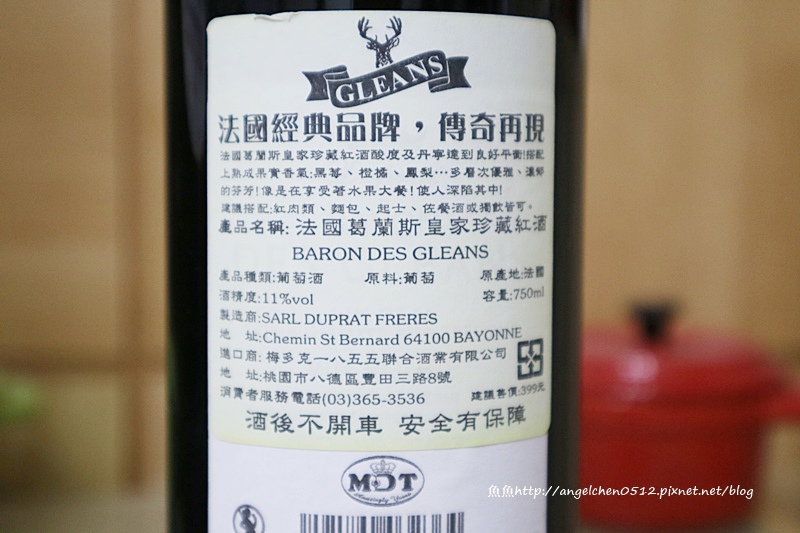 GLEANS
法國經典品牌，傳奇再現
法國葛蘭斯皇家珍藏紅酒酸度及丹寧達到良好平衡!搭配
上熟成果實香氣:黑莓、橙橘、鳳梨…多層次優雅、濃郁
的芬芳!像是在享受著水果大餐!使人深陷其中!
建議搭配:紅肉類、麵包、起士、佐餐酒或獨飲皆可。
產品名稱:法國葛蘭斯皇家珍藏紅酒
BARON DES GLEANS
產品種類:葡萄酒 原料:葡萄 原產地:法國
酒精度:11%vol 容量:750ml
製造商:SARL DUPRAT FRERES
地 址:Chemin St Bernard 64100 BAYONNE
進口商:梅多克一八五五聯合酒業有限公司
地 址:桃園市八德區豐田三路8號
消費者服務電話(03)365-3536 建議售價:399元
酒後不開車 安全有保障
MDT
魚魚http://angelchen0512.pixnet.net/blog